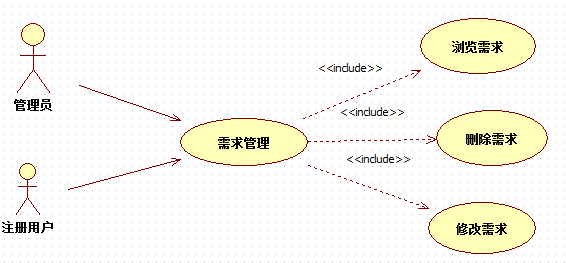 浏览需求
<<include>>
管理员
<<include>>
需求管理
删除需求
<<include>>
注册用户
修改需求